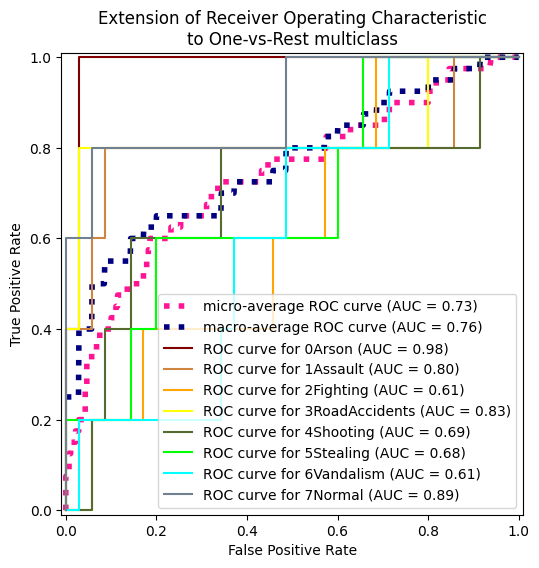 Extension of Receiver Operating Characteristic
to One-vs-Rest multiclass
True Positive Rate
1.0
0.8
0.6
0.4
0.2
0.0
micro-average ROC curve (AUC = 0.73)
macro-average ROC curve (AUC = 0.76)
ROC curve for 0Arson (AUC = 0.98)
ROC curve for 1Assault (AUC = 0.80)
ROC curve for 2Fighting (AUC = 0.61)
ROC curve for 3RoadAccidents (AUC = 0.83)
ROC curve for 4Shooting (AUC = 0.69)
ROC curve for 5Stealing (AUC = 0.68)
ROC curve for 6Vandalism (AUC = 0.61)
ROC curve for 7Normal (AUC = 0.89)
0.0 0.2 0.4 0.6 0.8 1.0
False Positive Rate